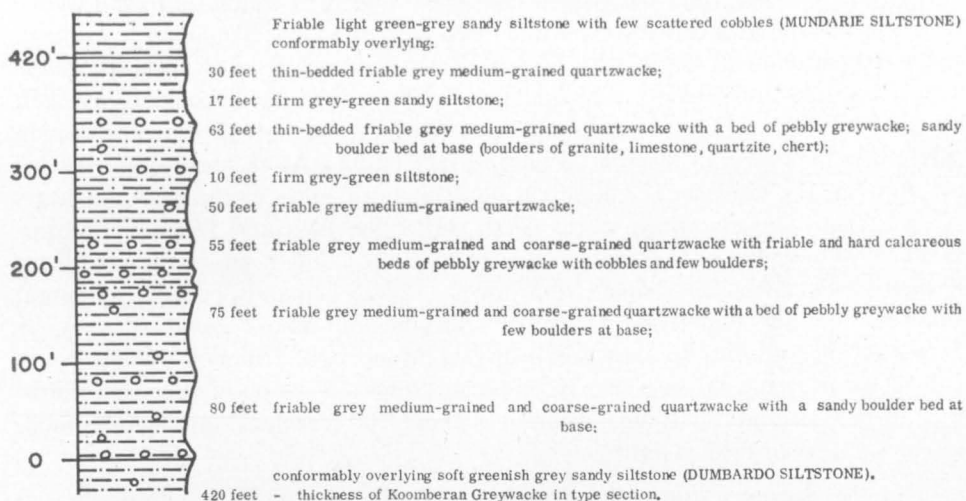 Friable light green-grey sandy siltstone with few scattered cobbles (MUNDARIE SILTSTONE)
conformably overlying:
420'
30 feet thin-bedded friable grey medium-grained quartzwacke;
17 feet firm grey-green sandy siltstone;
63 feet thin-bedded friable grey medium-grained quartzwacke with a bed of pebbly greywacke; sandy
boulder bed at base (boulders of granite, limestone, quartzite, chert);
300'
10 feet firm grey-green siltstone;
50 feet friable grey medium-grained quartzwacke;
55 feet friable grey medium-grained and coarse-grained quartzwacke with friable and hard calcareous
beds of pebbly greywacke with cobbles and few boulders;
200'
75 feet friable grey medium-grained and coarse-grained quartzwacke with a bed of pebbly greywacke with
few boulders at base;
100'
80 feet friable grey medium-grained and coarse-grained quartzwacke with a sandy boulder bed at
base;
0
conformably overlying soft greenish grey sandy siltstone (DUMBARDO SILTSTONE).
420 feet - thickness of Koomberan Greywacke in type section.